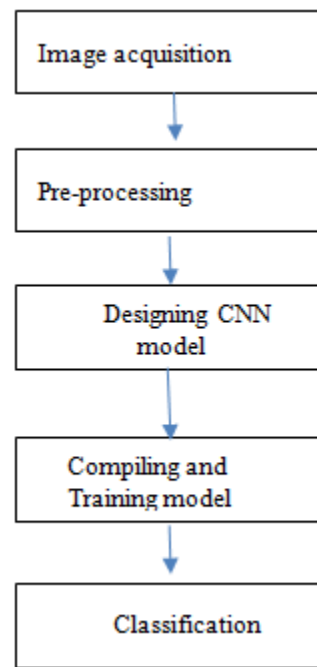 Image acquisition
Pre-processing
Designing CNN
model
Compiling and
Training model
Classification